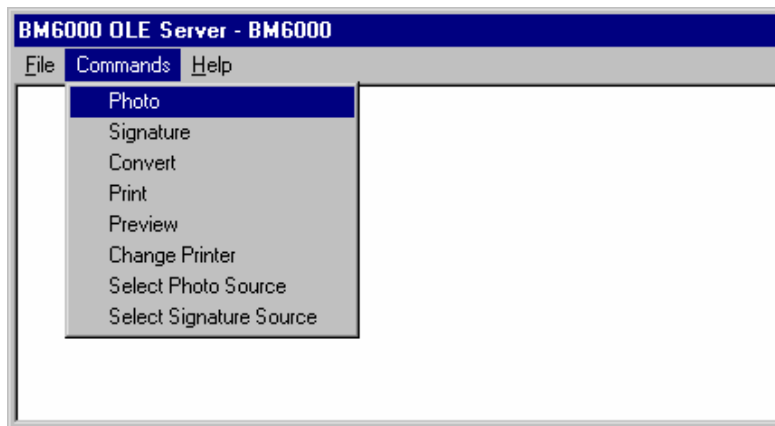 BM6000 OLE Server - BM6000
File Commands Help
Photo
Signature
Convert
Print
Preview
Change Printer
Select Photo Source
Select Signature Source